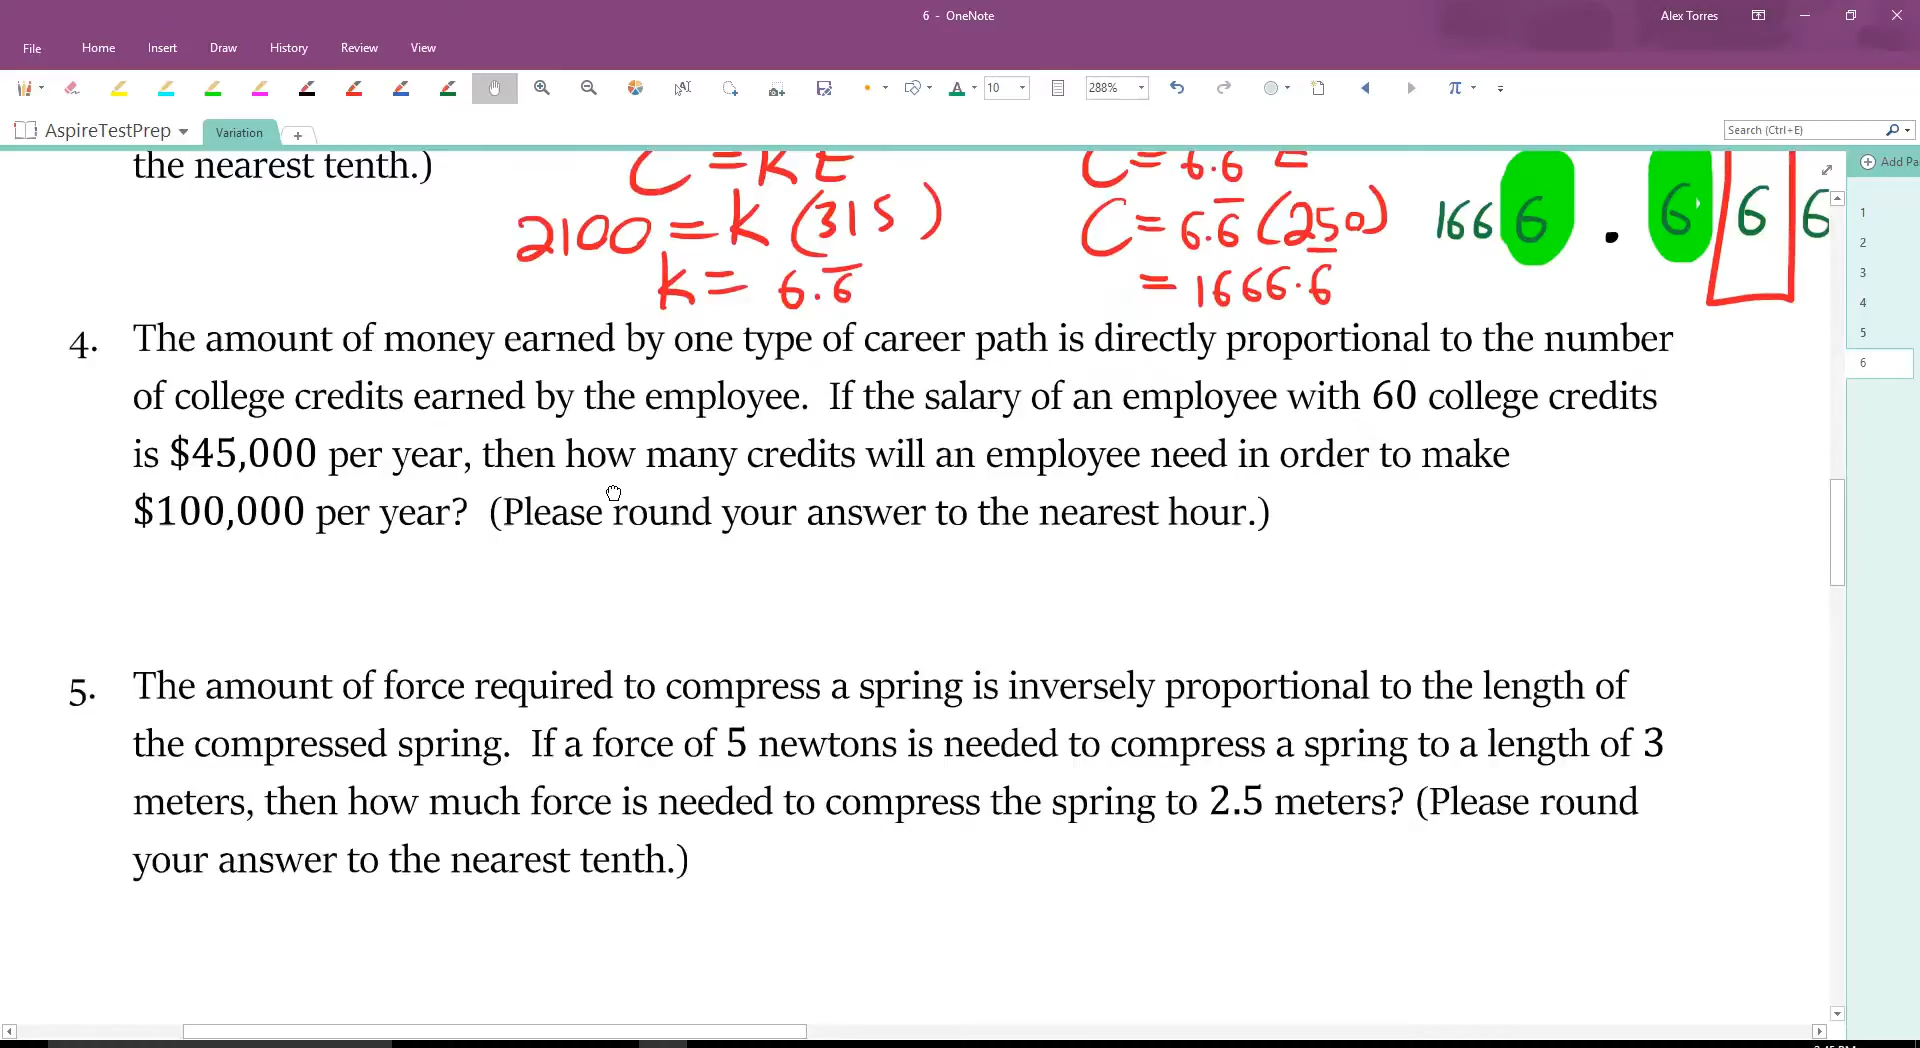 6 - OneNote
Alex Torres
File Home Insert Draw History Review View
10
288%
AspireTestPrep
Variation
Search (Ctrl+E)
the nearest tenth.)
C = K E
C = 6.6̅ E
Add Pa
2100 = k (315)
C = 6.6̅ (250)
1666.666
k = 6.6̅
= 1666.6̅
1
2
3
4
5
6
4. The amount of money earned by one type of career path is directly proportional to the number
of college credits earned by the employee. If the salary of an employee with 60 college credits
is $45,000 per year, then how many credits will an employee need in order to make
$100,000 per year? (Please round your answer to the nearest hour.)
5. The amount of force required to compress a spring is inversely proportional to the length of
the compressed spring. If a force of 5 newtons is needed to compress a spring to a length of 3
meters, then how much force is needed to compress the spring to 2.5 meters? (Please round
your answer to the nearest tenth.)